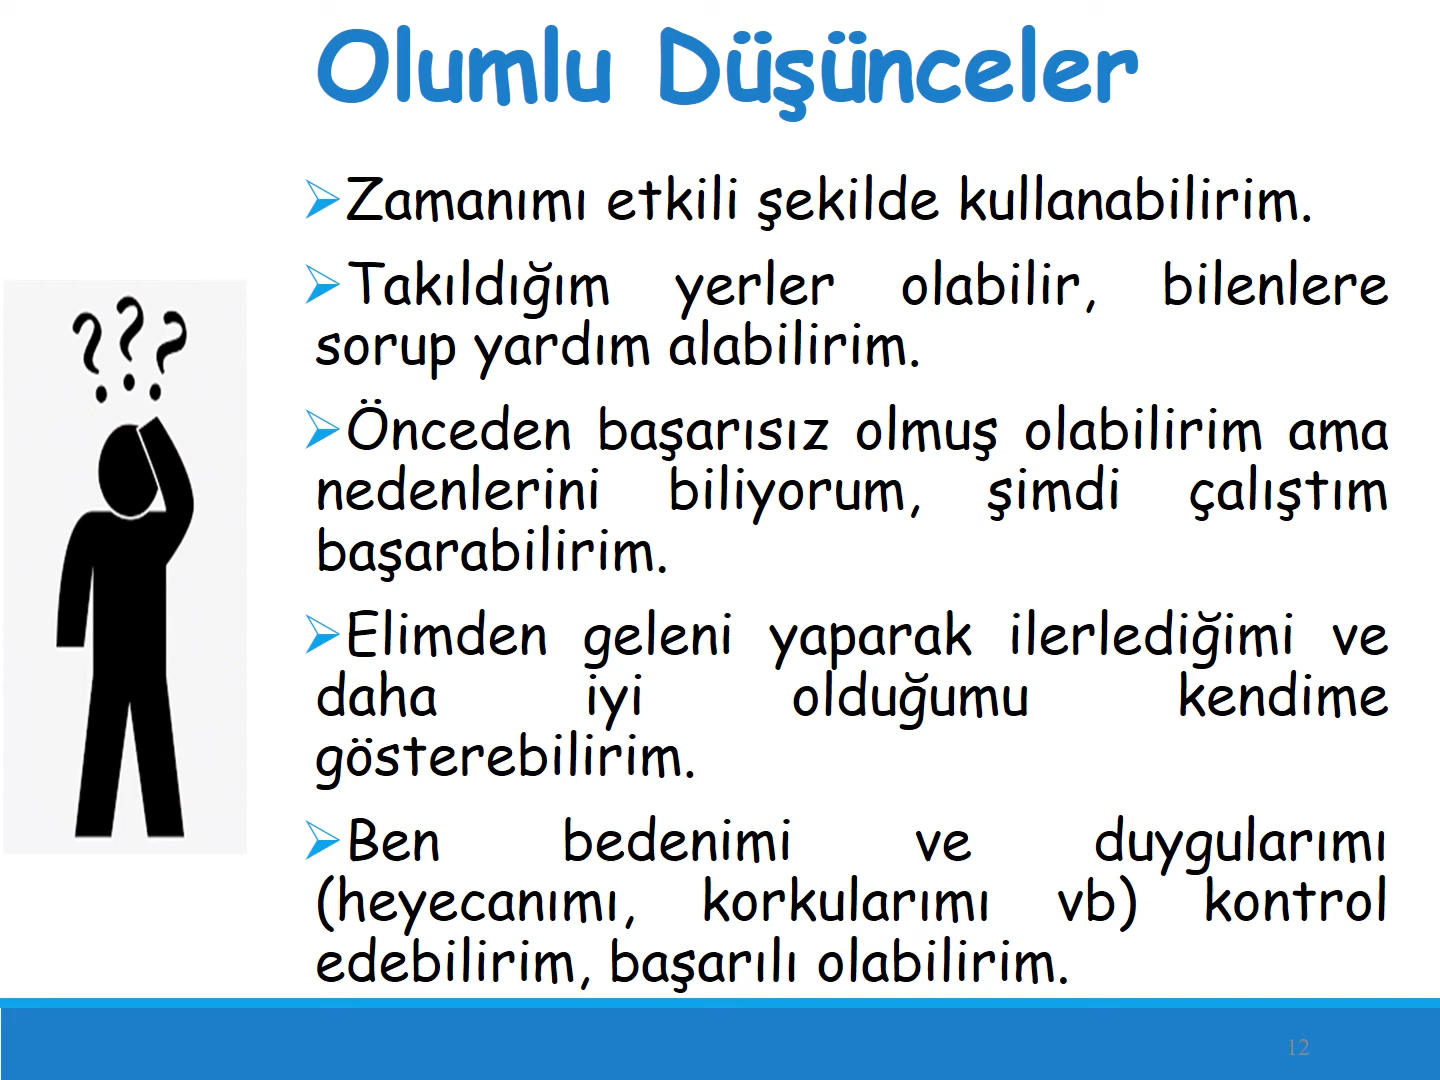 Olumlu Düşünceler
➢Zamanımı etkili şekilde kullanabilirim.
➢Takıldığım yerler olabilir, bilenlere
sorup yardım alabilirim.
➢Önceden başarısız olmuş olabilirim ama
nedenlerini biliyorum, şimdi çalıştım
başarabilirim.
➢Elimden geleni yaparak ilerlediğimi ve
daha iyi olduğumu kendime
gösterebilirim.
➢Ben bedenimi ve duygularımı
(heyecanımı, korkularımı vb) kontrol
edebilirim, başarılı olabilirim.
???
12